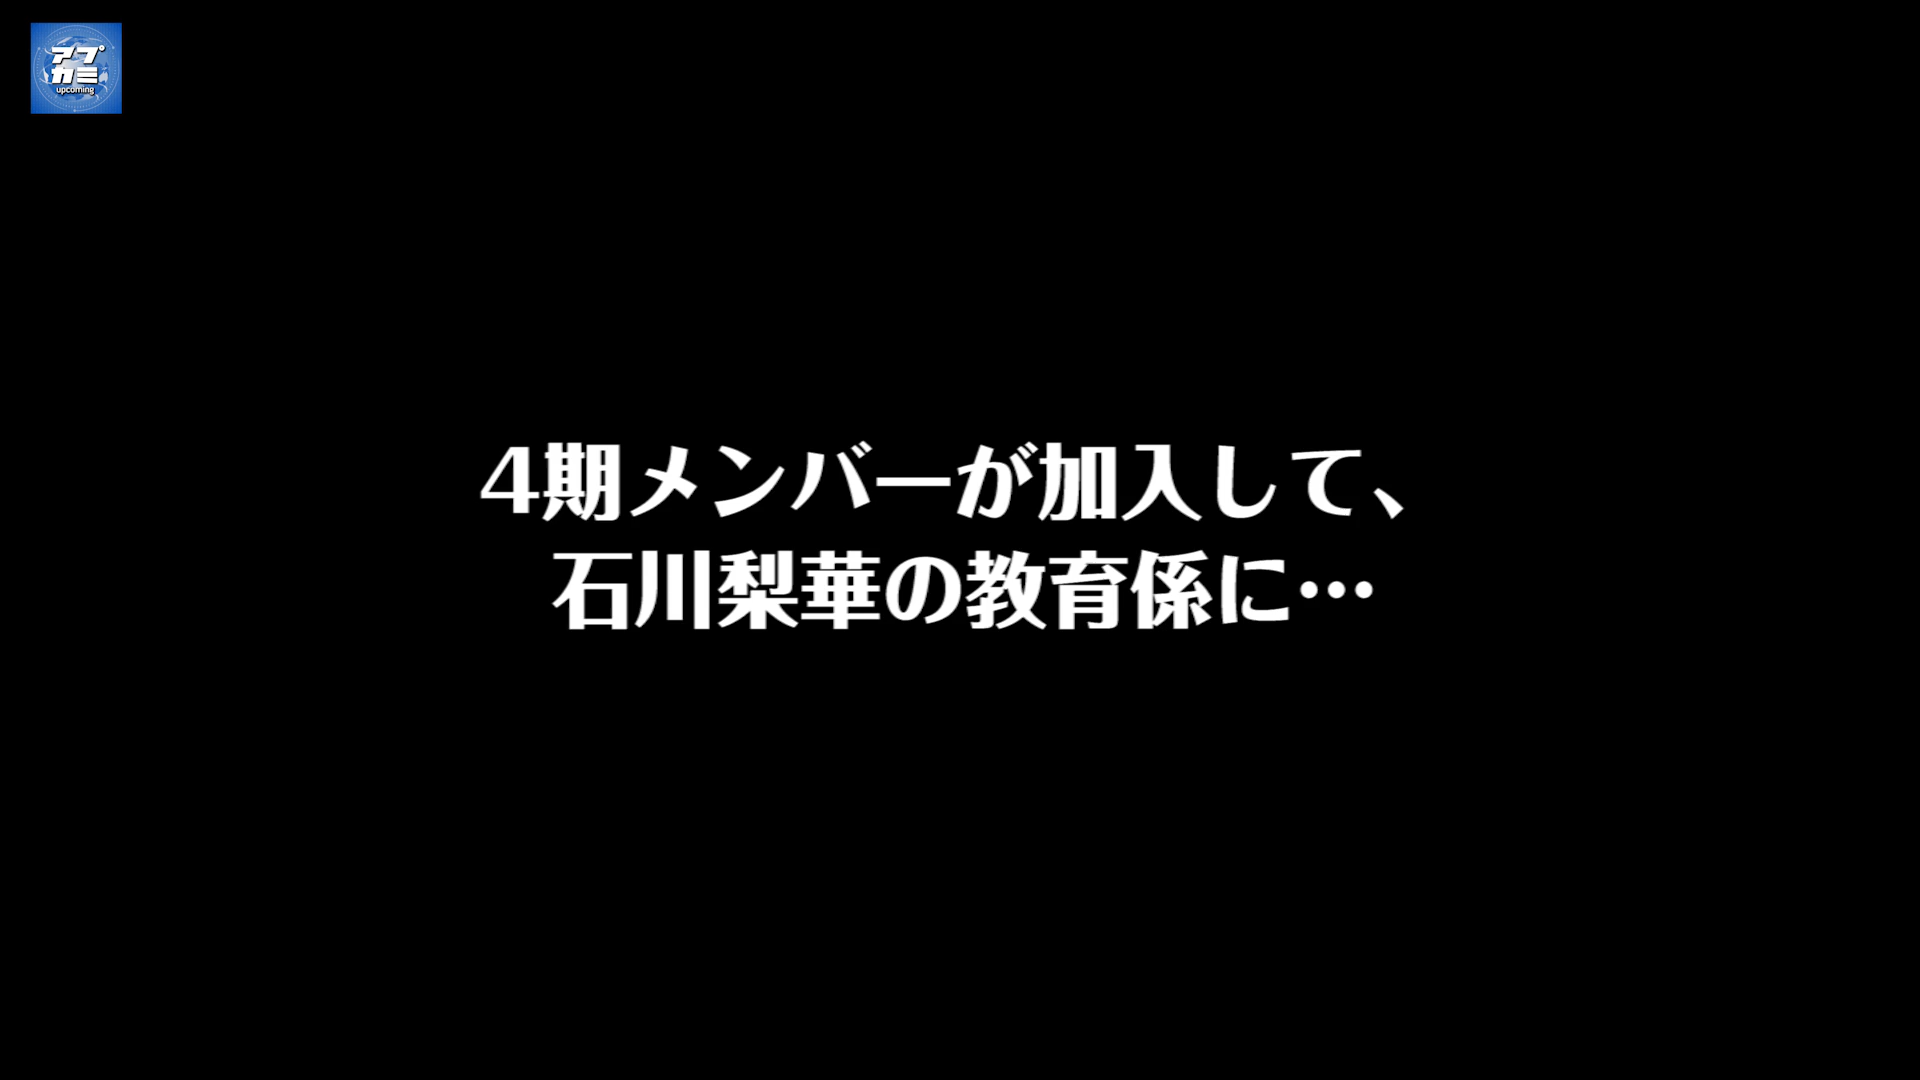 アプ
カミ
upcoming
4期メンバーが加入して、
石川梨華の教育係に…